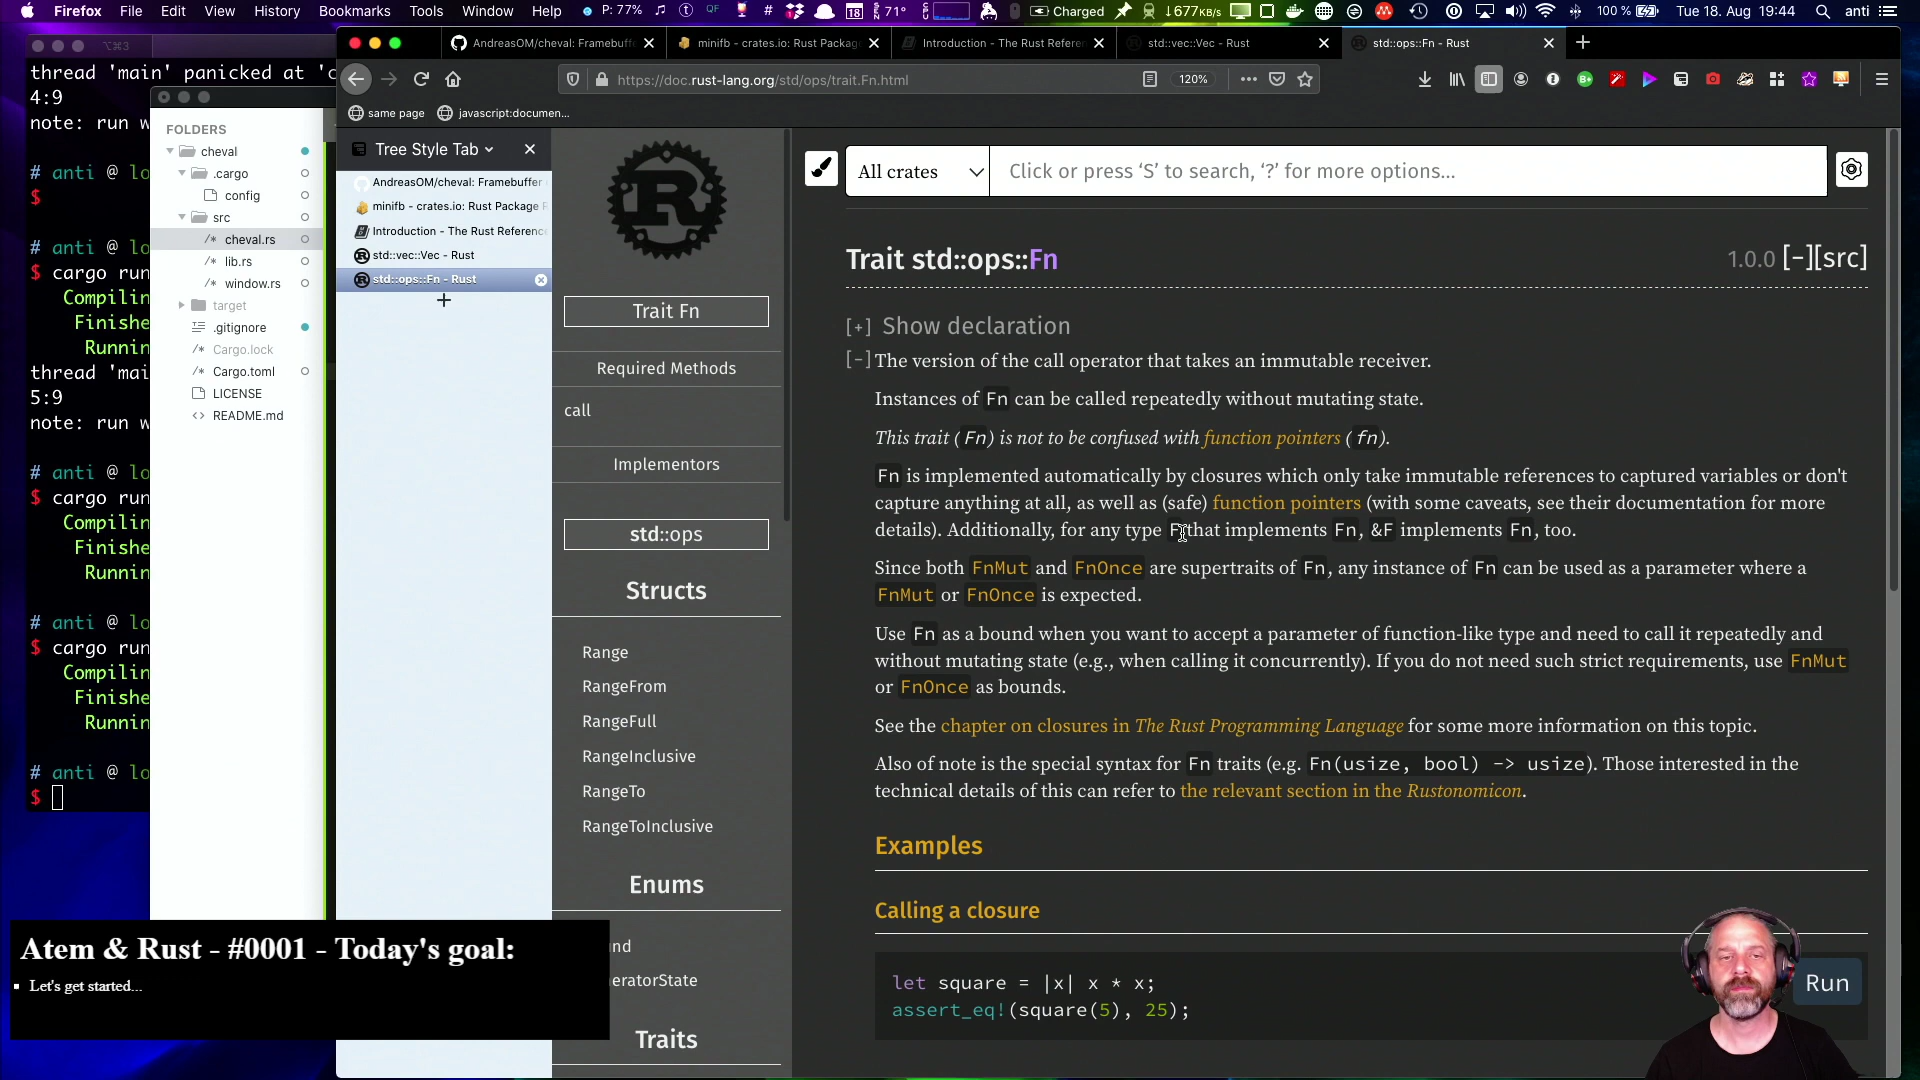 Firefox File Edit View History Bookmarks Tools Window Help P: 77% QF # 18 71° Charged 677KB/s 100 % Tue 18. Aug 19:44 anti
⌥⌘3
thread 'main' panicked at 'c
4:9
note: run w
# anti @ lo
$
# anti @ lo
$ cargo run
Compilin
Finishe
Runnin
thread 'mai
5:9
note: run w
# anti @ lo
$ cargo run
Compilin
Finishe
Runnin
# anti @ lo
$ cargo run
Compilin
Finishe
Runnin
# anti @ lo
$
FOLDERS
cheval
.cargo
config
src
/* cheval.rs
/* lib.rs
/* window.rs
target
.gitignore
/* Cargo.lock
/* Cargo.toml
LICENSE
<> README.md
AndreasOM/cheval: Framebuffe
minifb - crates.io: Rust Package
Introduction - The Rust Referen
std::vec::Vec - Rust
std::ops::Fn - Rust
https://doc.rust-lang.org/std/ops/trait.Fn.html
120%
same page
javascript:documen...
Tree Style Tab
AndreasOM/cheval: Framebuffer
minifb - crates.io: Rust Package R
Introduction - The Rust Reference
std::vec::Vec - Rust
std::ops::Fn - Rust
+
Trait Fn
Required Methods
call
Implementors
std::ops
Structs
Range
RangeFrom
RangeFull
RangeInclusive
RangeTo
RangeToInclusive
Enums
nd
eratorState
Traits
All crates
Click or press ‘S’ to search, ‘?’ for more options...
Trait std::ops::Fn
1.0.0 [-][src]
[+] Show declaration
[-] The version of the call operator that takes an immutable receiver.
Instances of Fn can be called repeatedly without mutating state.
This trait (Fn) is not to be confused with function pointers (fn).
Fn is implemented automatically by closures which only take immutable references to captured variables or don't
capture anything at all, as well as (safe) function pointers (with some caveats, see their documentation for more
details). Additionally, for any type F that implements Fn, &F implements Fn, too.
Since both FnMut and FnOnce are supertraits of Fn, any instance of Fn can be used as a parameter where a
FnMut or FnOnce is expected.
Use Fn as a bound when you want to accept a parameter of function-like type and need to call it repeatedly and
without mutating state (e.g., when calling it concurrently). If you do not need such strict requirements, use FnMut
or FnOnce as bounds.
See the chapter on closures in The Rust Programming Language for some more information on this topic.
Also of note is the special syntax for Fn traits (e.g. Fn(usize, bool) -> usize). Those interested in the
technical details of this can refer to the relevant section in the Rustonomicon.
Examples
Calling a closure
let square = |x| x * x;
assert_eq!(square(5), 25);
Run
Atem & Rust - #0001 - Today's goal:
Let's get started...